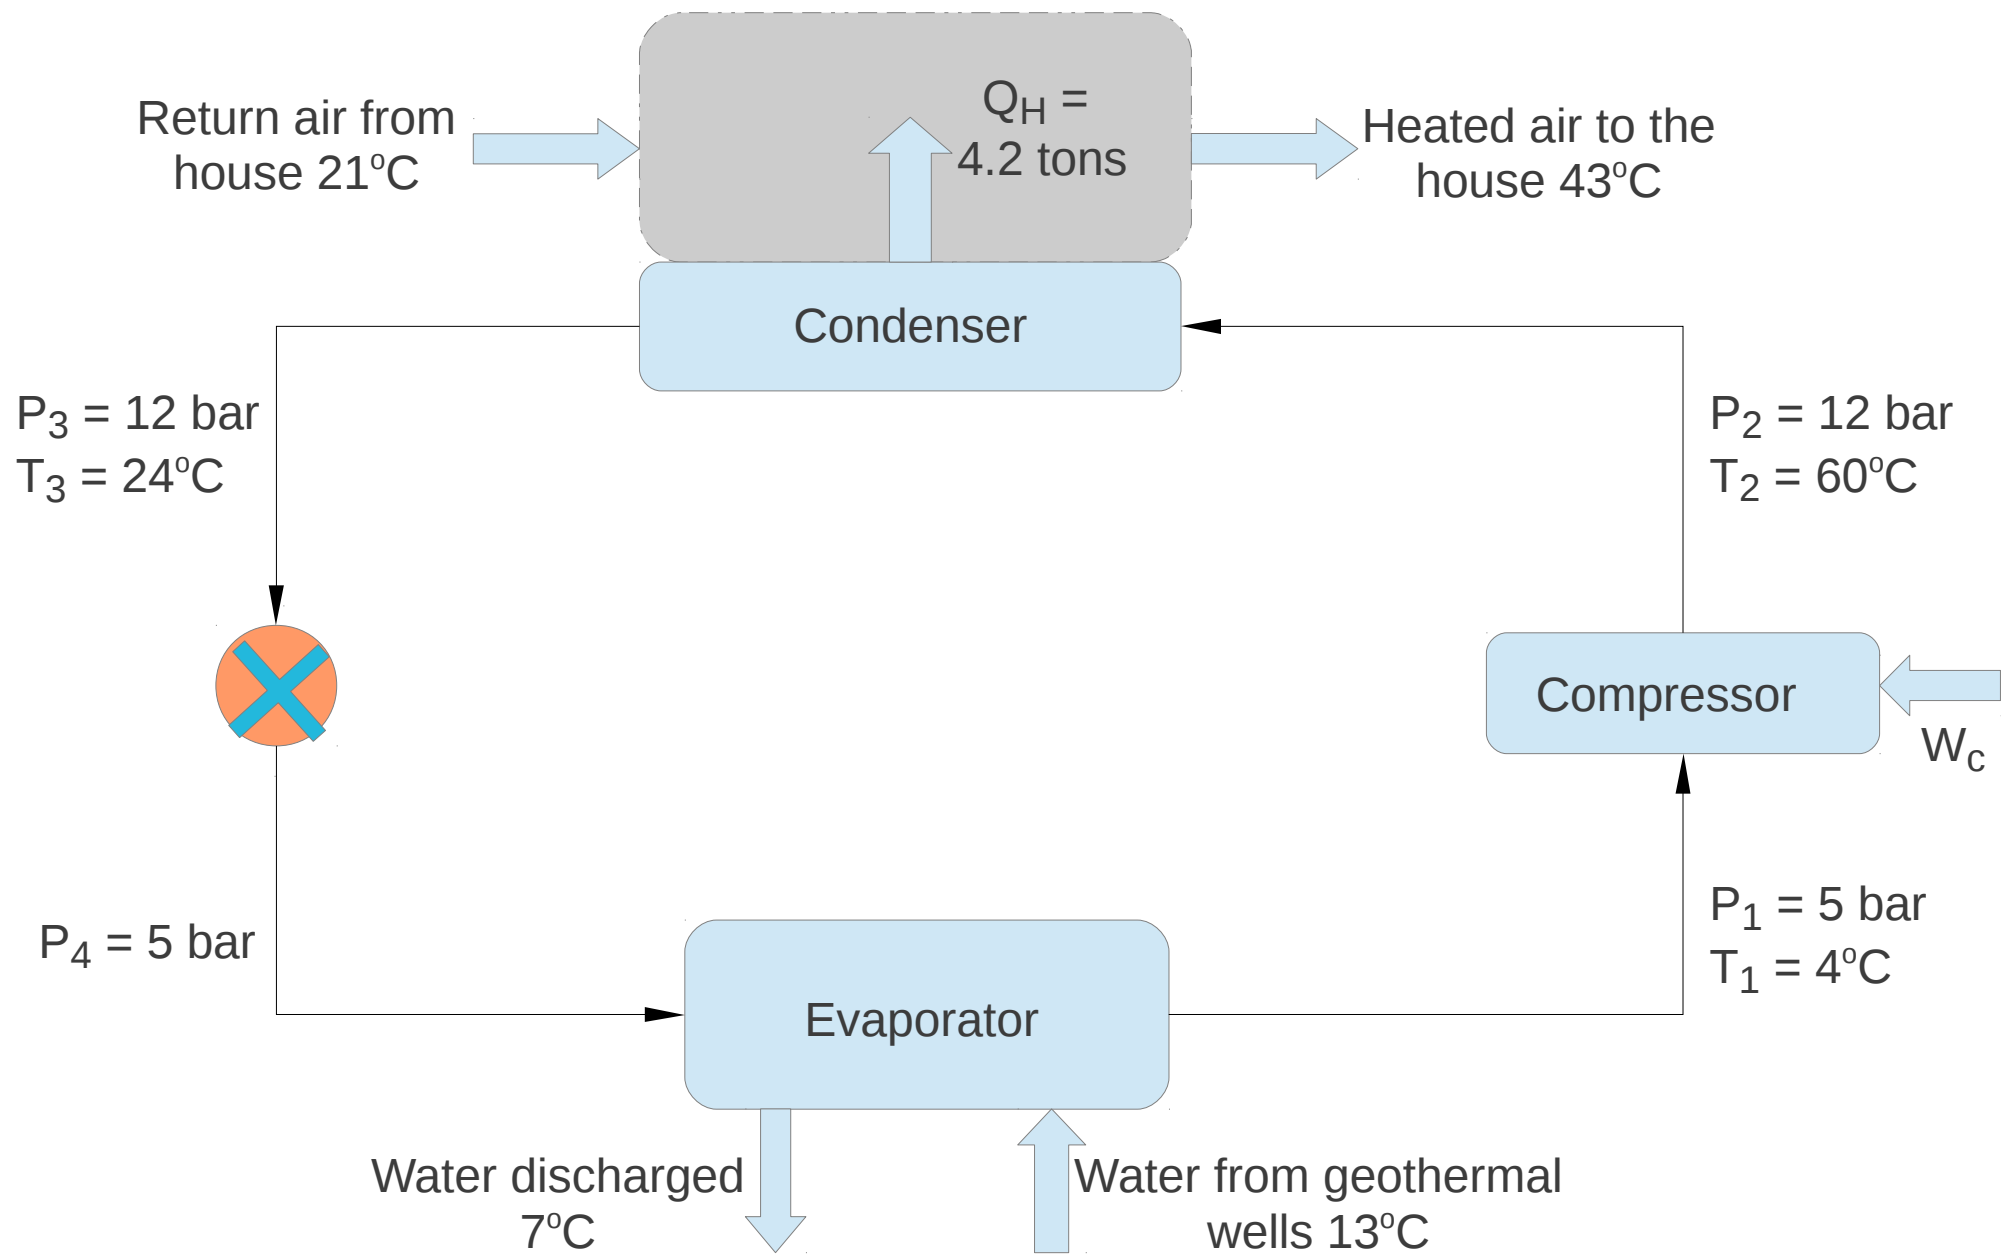 Return air from
house 21°C
Q_H =
4.2 tons
Heated air to the
house 43°C
Condenser
P_3 = 12 bar
T_3 = 24°C
P_2 = 12 bar
T_2 = 60°C
Compressor
W_c
P_4 = 5 bar
P_1 = 5 bar
T_1 = 4°C
Evaporator
Water discharged
7°C
Water from geothermal
wells 13°C